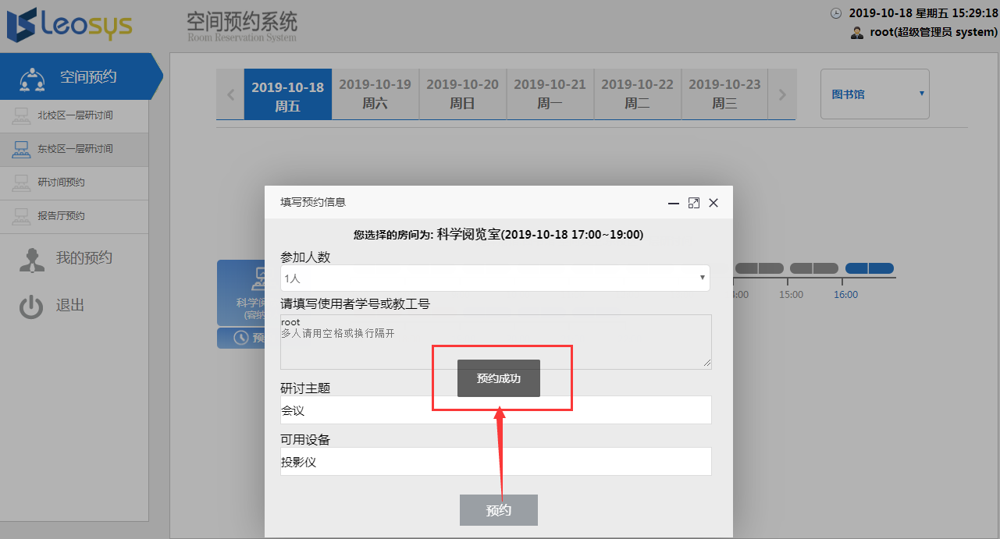 Leosys
空间预约系统
Room Reservation System
2019-10-18 星期五 15:29:18
root(超级管理员 system)
空间预约
北校区一层研讨间
东校区一层研讨间
研讨间预约
报告厅预约
我的预约
退出
2019-10-18
周五
2019-10-19
周六
2019-10-20
周日
2019-10-21
周一
2019-10-22
周二
2019-10-23
周三
图书馆
科学阅
(容纳
预
:00
15:00
16:00
填写预约信息
您选择的房间为: 科学阅览室(2019-10-18 17:00~19:00)
参加人数
1人
请填写使用者学号或教工号
root
多人请用空格或换行隔开
预约成功
研讨主题
会议
可用设备
投影仪
预约